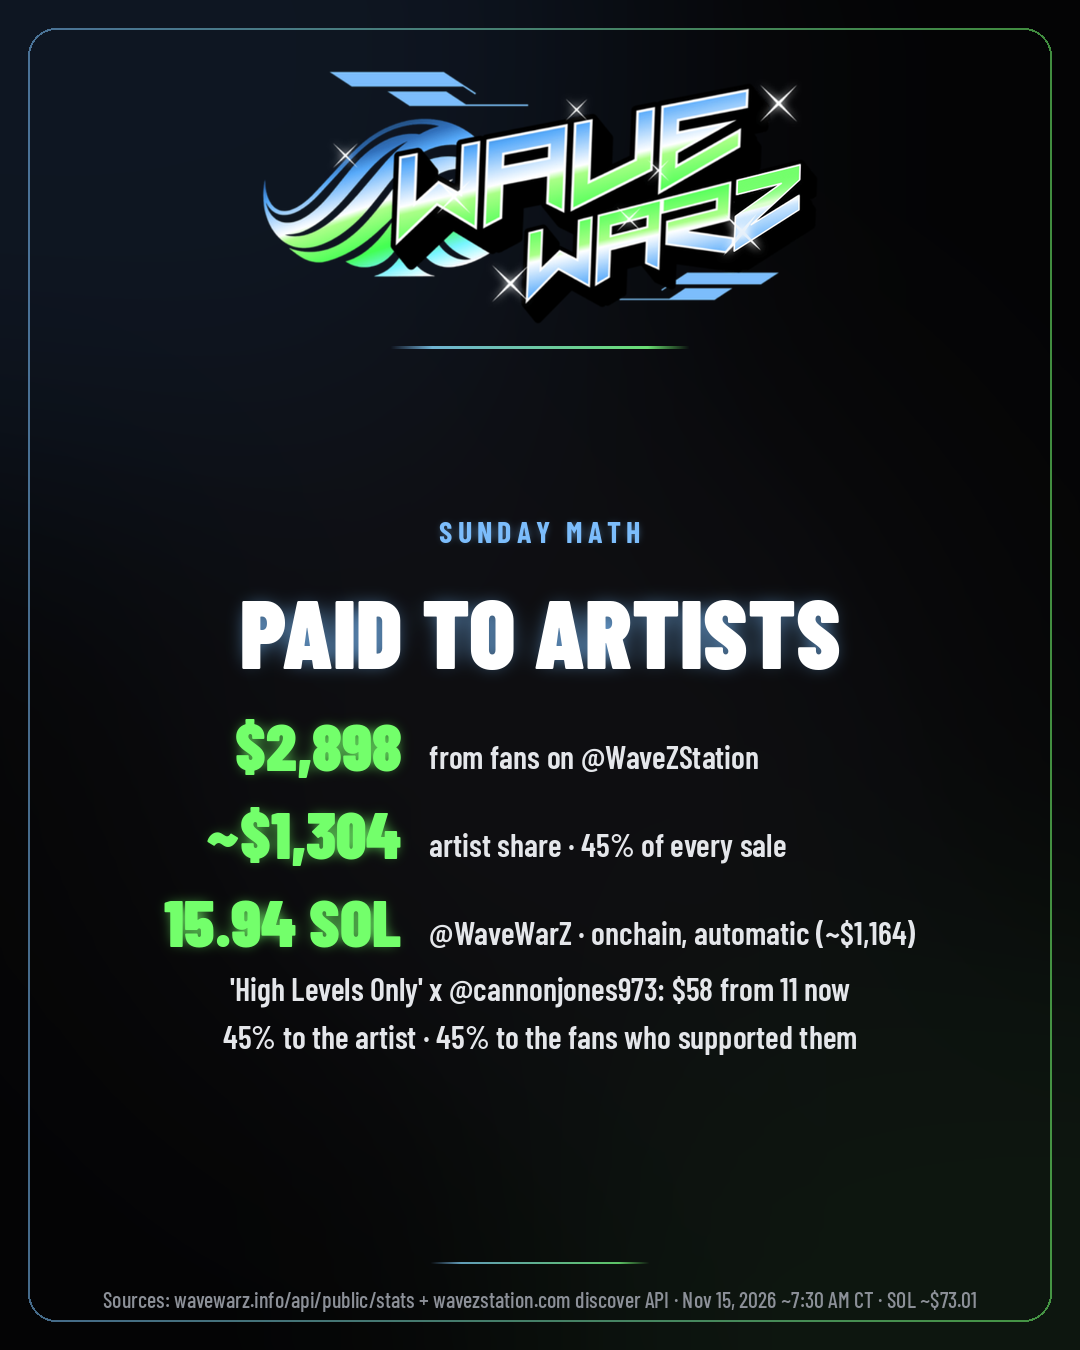 WAVE
WARZ
SUNDAY MATH
PAID TO ARTISTS
$2,898 from fans on @WaveZStation
~$1,304 artist share · 45% of every sale
15.94 SOL @WaveWarZ · onchain, automatic (~$1,164)
'High Levels Only' x @cannonjones973: $58 from 11 now
45% to the artist · 45% to the fans who supported them
Sources: wavewarz.info/api/public/stats + wavezstation.com discover API · Nov 15, 2026 ~7:30 AM CT · SOL ~$73.01